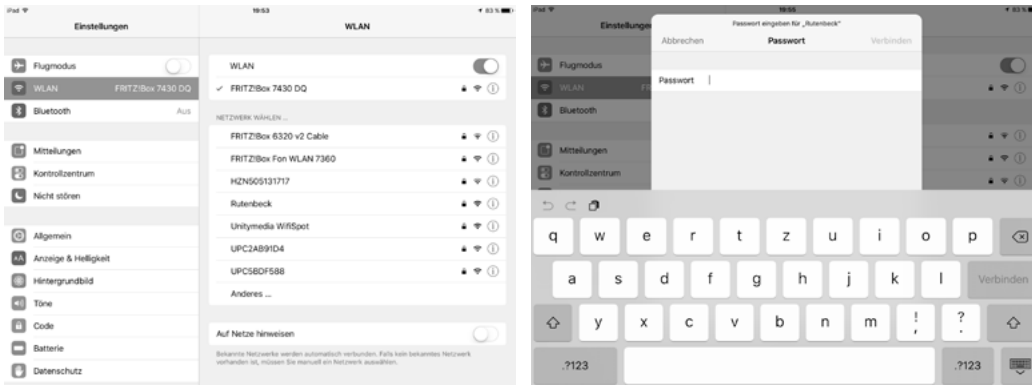 iPad 19:53 83 %
Einstellungen WLAN
Flugmodus
WLAN FRITZ!Box 7430 DQ
Bluetooth Aus
Mitteilungen
Kontrollzentrum
Nicht stören
Allgemein
Anzeige & Helligkeit
Hintergrundbild
Töne
Code
Batterie
Datenschutz
WLAN
FRITZ!Box 7430 DQ
NETZWERK WÄHLEN ...
FRITZ!Box 6320 v2 Cable
FRITZ!Box Fon WLAN 7360
HZN505131717
Rutenbeck
Unitymedia WifiSpot
UPC2AB91D4
UPC5BDF588
Anderes ...
Auf Netze hinweisen
Bekannte Netzwerke werden automatisch verbunden. Falls kein bekanntes Netzwerk
vorhanden ist, müssen Sie manuell ein Netzwerk auswählen.
iPad 19:55 83 %
Einstellungen
Flugmodus
WLAN FR
Bluetooth
Mitteilungen
Kontrollzentrum
Passwort eingeben für „Rutenbeck“
Abbrechen Passwort Verbinden
Passwort
q w e r t z u i o p
a s d f g h j k l Verbinden
y x c v b n m ! , ? .
.?123 .?123